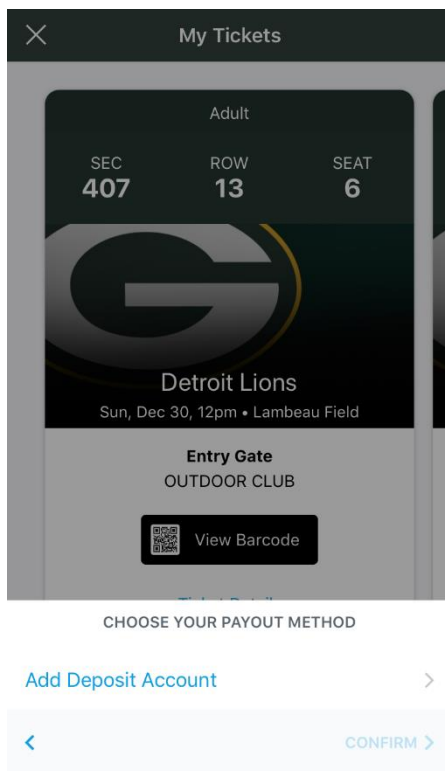 My Tickets
Adult
SEC ROW SEAT
407 13 6
G
Detroit Lions
Sun, Dec 30, 12pm • Lambeau Field
Entry Gate
OUTDOOR CLUB
View Barcode
CHOOSE YOUR PAYOUT METHOD
Add Deposit Account
CONFIRM